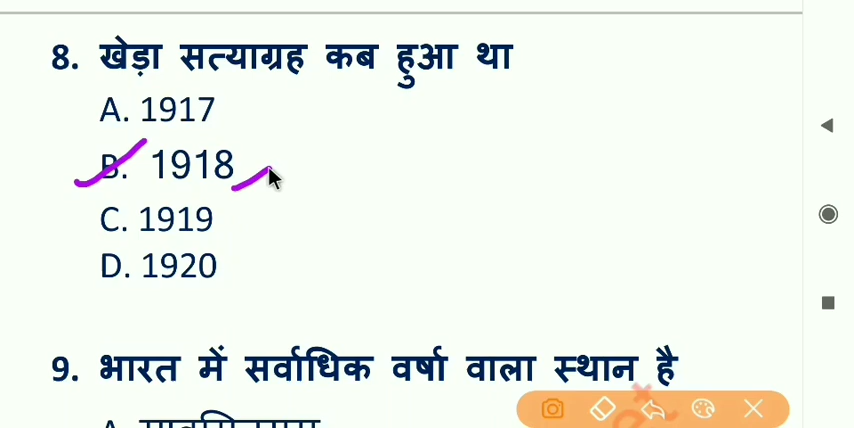 8. खेड़ा सत्याग्रह कब हुआ था
A. 1917
B. 1918
C. 1919
D. 1920
9. भारत में सर्वाधिक वर्षा वाला स्थान है